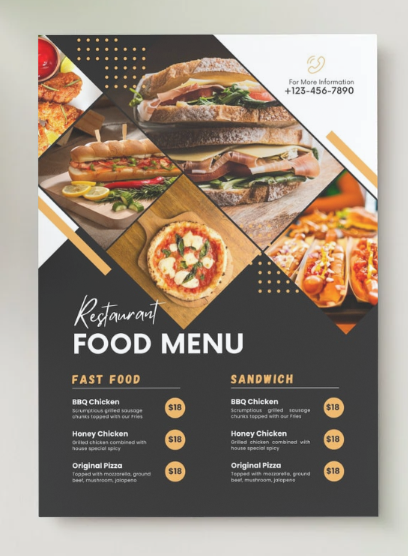 For More Information
+123-456-7890
Restaurant
FOOD MENU
FAST FOOD
BBQ Chicken
Scrumptious grilled sausage
chunks topped with our Fries
$18
Honey Chicken
Grilled chicken combined with
house special spicy
$18
Original Pizza
Topped with mozzarella, ground
beef, mushroom, jalapeno
$18
SANDWICH
BBQ Chicken
Scrumptious grilled sausage
chunks topped with our Fries
$18
Honey Chicken
Grilled chicken combined with
house special spicy
$18
Original Pizza
Topped with mozzarella, ground
beef, mushroom, jalapeno
$18